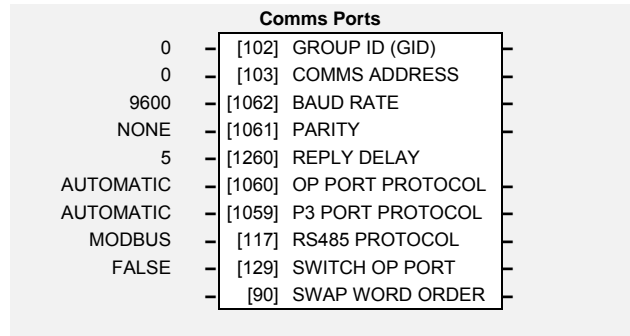 Comms Ports
0 – [102] GROUP ID (GID) –
0 – [103] COMMS ADDRESS –
9600 – [1062] BAUD RATE –
NONE – [1061] PARITY –
5 – [1260] REPLY DELAY –
AUTOMATIC – [1060] OP PORT PROTOCOL –
AUTOMATIC – [1059] P3 PORT PROTOCOL –
MODBUS – [117] RS485 PROTOCOL –
FALSE – [129] SWITCH OP PORT –
– [90] SWAP WORD ORDER –